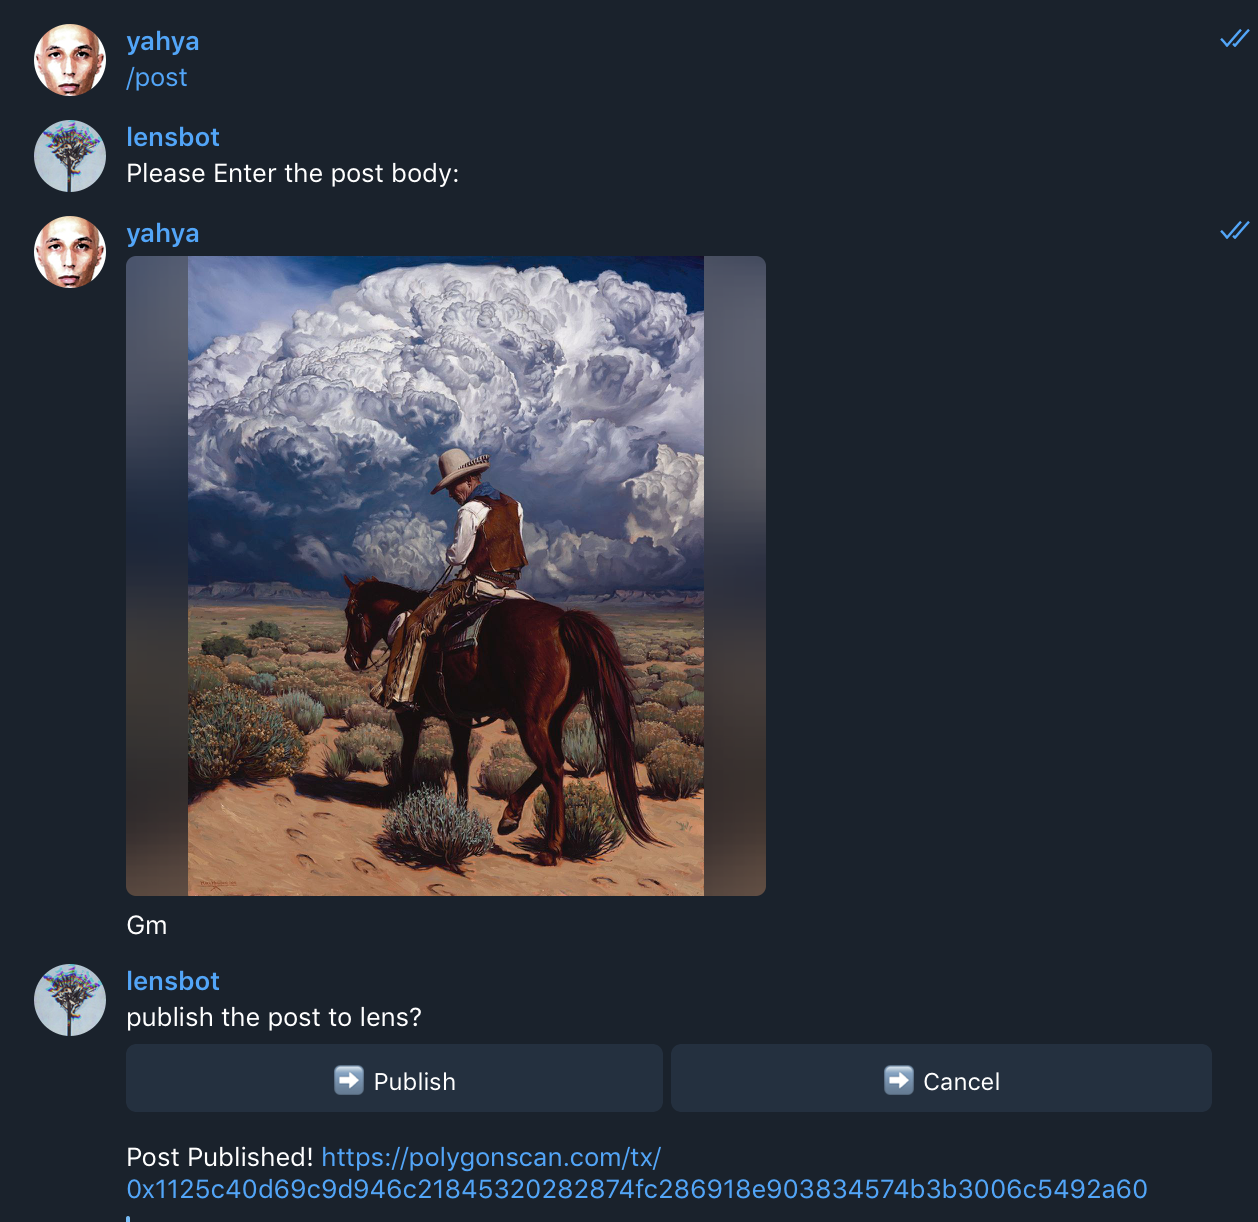 yahya
/post
lensbot
Please Enter the post body:
yahya
Gm
lensbot
publish the post to lens?
➡️ Publish
➡️ Cancel
Post Published! https://polygonscan.com/tx/
0x1125c40d69c9d946c21845320282874fc286918e903834574b3b3006c5492a60